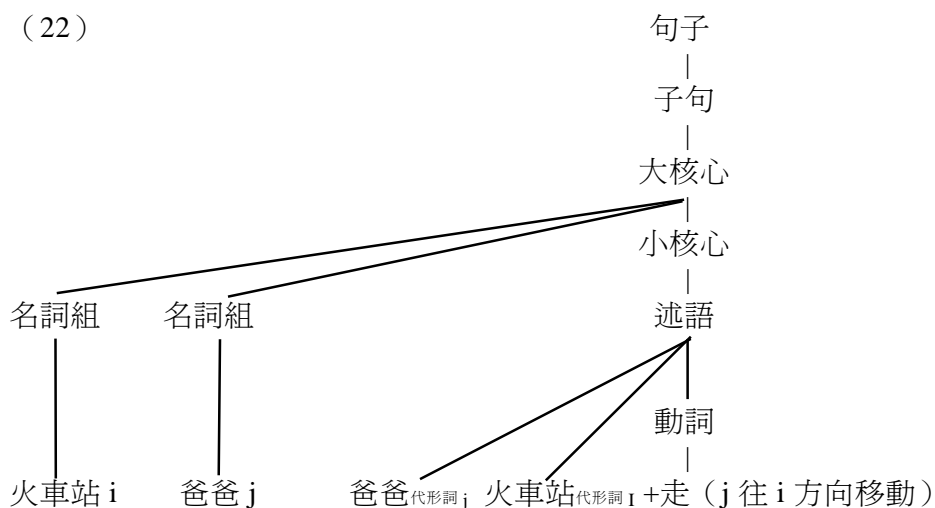 （22）
句子
子句
大核心
小核心
名詞組 名詞組 述語
動詞
火車站 i 爸爸 j 爸爸代形詞 j 火車站代形詞 I +走（j 往 i 方向移動）